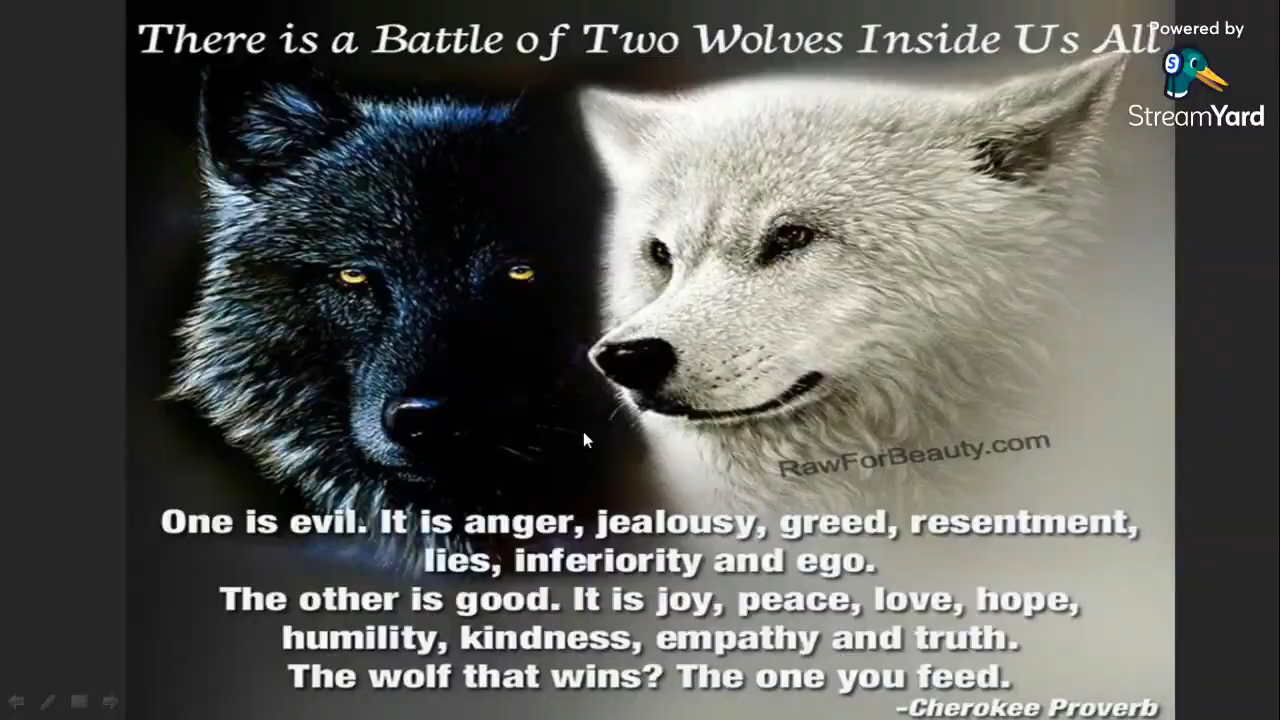 There is a Battle of Two Wolves Inside Us All
Powered by
S
StreamYard
RawForBeauty.com
One is evil. It is anger, jealousy, greed, resentment,
lies, inferiority and ego.
The other is good. It is joy, peace, love, hope,
humility, kindness, empathy and truth.
The wolf that wins? The one you feed.
-Cherokee Proverb